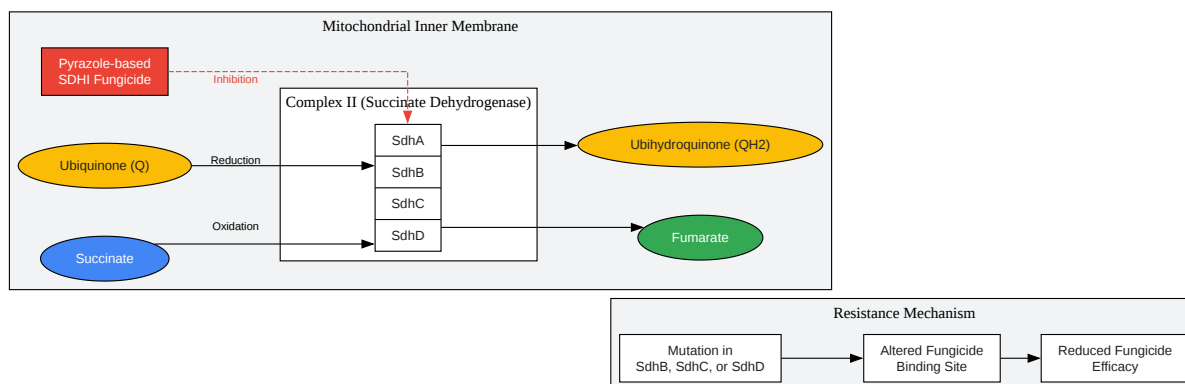 Mitochondrial Inner Membrane
Pyrazole-based
SDHI Fungicide
Inhibition
Complex II (Succinate Dehydrogenase)
SdhA
Ubiquinone (Q)
Reduction
SdhB
Ubihydroquinone (QH2)
SdhC
Oxidation
SdhD
Succinate
Fumarate
Resistance Mechanism
Mutation in
SdhB, SdhC, or SdhD
Altered Fungicide
Binding Site
Reduced Fungicide
Efficacy